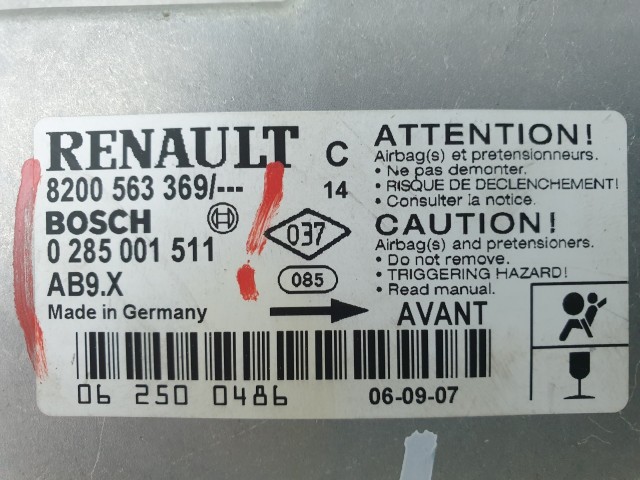 RENAULT
8200 563 369/---
BOSCH
0 285 001 511
AB9.X
Made in Germany
C
14
037
085
ATTENTION!
Airbag(s) et pretensionneurs.
• Ne pas demonter.
• RISQUE DE DECLENCHEMENT!
• Consulter la notice.
CAUTION!
Airbag(s) and pretensioners.
• Do not remove.
• TRIGGERING HAZARD!
• Read manual.
AVANT
06 250 0486
06-09-07